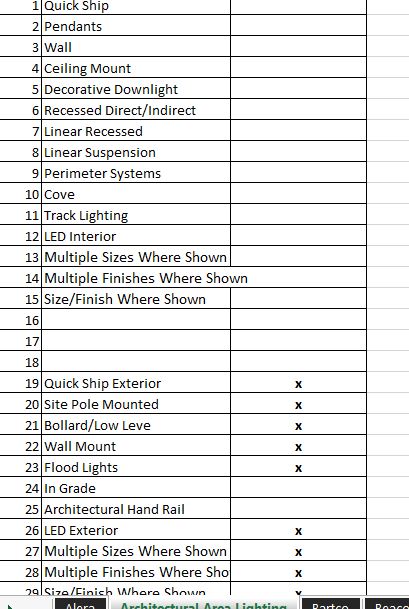 1 Quick Ship
2 Pendants
3 Wall
4 Ceiling Mount
5 Decorative Downlight
6 Recessed Direct/Indirect
7 Linear Recessed
8 Linear Suspension
9 Perimeter Systems
10 Cove
11 Track Lighting
12 LED Interior
13 Multiple Sizes Where Shown
14 Multiple Finishes Where Shown
15 Size/Finish Where Shown
16
17
18
19 Quick Ship Exterior x
20 Site Pole Mounted x
21 Bollard/Low Leve x
22 Wall Mount x
23 Flood Lights x
24 In Grade
25 Architectural Hand Rail
26 LED Exterior x
27 Multiple Sizes Where Shown x
28 Multiple Finishes Where Sho x
29 Size/Finish Where Shown x
Alera Architectural Area Lighting Bartco Beaco